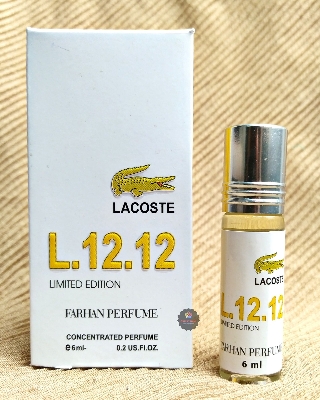 LACOSTE
L.12.12
LIMITED EDITION
FARHAN PERFUME
CONCENTRATED PERFUME
℮6ml- 0.2 US.Fl.OZ.
LACOSTE
L.12.12
LIMITED EDITION
FARHAN PERFUME
6 ml